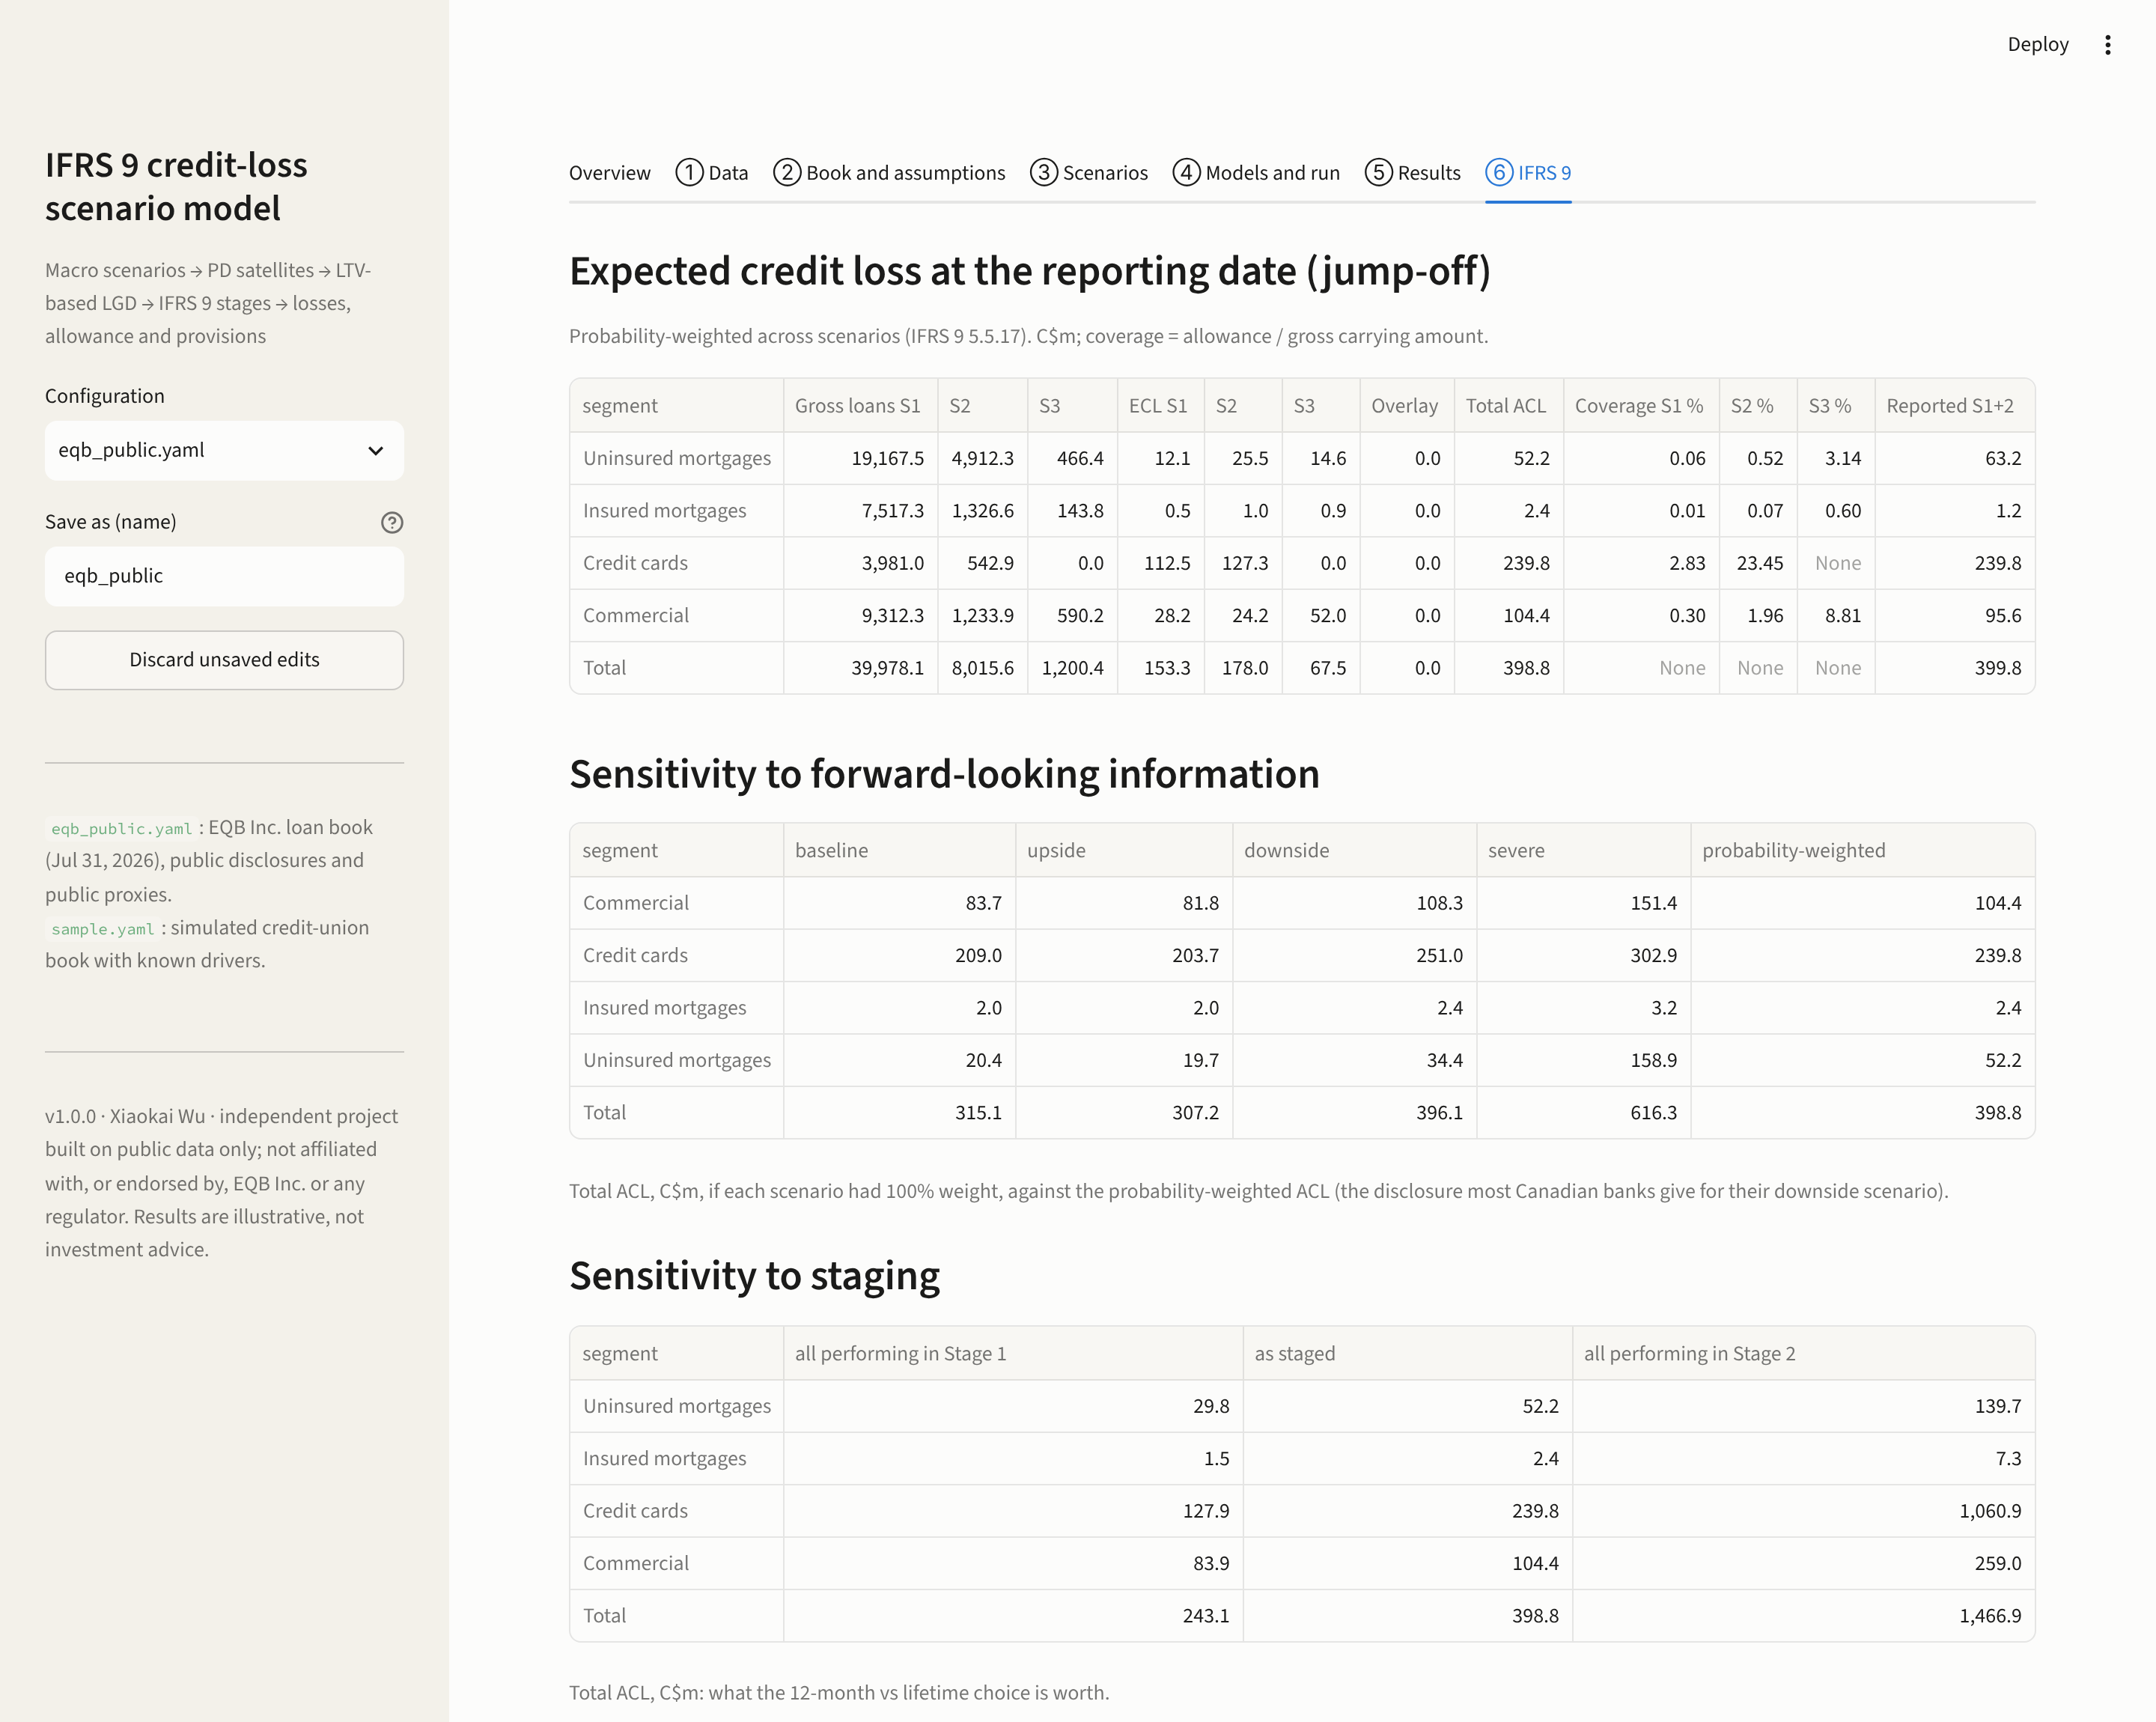 Deploy
IFRS 9 credit-loss
scenario model
Macro scenarios → PD satellites → LTV-
based LGD → IFRS 9 stages → losses,
allowance and provisions
Configuration
eqb_public.yaml
Save as (name)
eqb_public
Discard unsaved edits
eqb_public.yaml : EQB Inc. loan book
(Jul 31, 2026), public disclosures and
public proxies.
sample.yaml : simulated credit-union
book with known drivers.
v1.0.0 · Xiaokai Wu · independent project
built on public data only; not affiliated
with, or endorsed by, EQB Inc. or any
regulator. Results are illustrative, not
investment advice.
Overview ① Data ② Book and assumptions ③ Scenarios ④ Models and run ⑤ Results ⑥ IFRS 9
Expected credit loss at the reporting date (jump-off)
Probability-weighted across scenarios (IFRS 9 5.5.17). C$m; coverage = allowance / gross carrying amount.
segment Gross loans S1 S2 S3 ECL S1 S2 S3 Overlay Total ACL Coverage S1 % S2 % S3 % Reported S1+2
Uninsured mortgages 19,167.5 4,912.3 466.4 12.1 25.5 14.6 0.0 52.2 0.06 0.52 3.14 63.2
Insured mortgages 7,517.3 1,326.6 143.8 0.5 1.0 0.9 0.0 2.4 0.01 0.07 0.60 1.2
Credit cards 3,981.0 542.9 0.0 112.5 127.3 0.0 0.0 239.8 2.83 23.45 None 239.8
Commercial 9,312.3 1,233.9 590.2 28.2 24.2 52.0 0.0 104.4 0.30 1.96 8.81 95.6
Total 39,978.1 8,015.6 1,200.4 153.3 178.0 67.5 0.0 398.8 None None None 399.8
Sensitivity to forward-looking information
segment baseline upside downside severe probability-weighted
Commercial 83.7 81.8 108.3 151.4 104.4
Credit cards 209.0 203.7 251.0 302.9 239.8
Insured mortgages 2.0 2.0 2.4 3.2 2.4
Uninsured mortgages 20.4 19.7 34.4 158.9 52.2
Total 315.1 307.2 396.1 616.3 398.8
Total ACL, C$m, if each scenario had 100% weight, against the probability-weighted ACL (the disclosure most Canadian banks give for their downside scenario).
Sensitivity to staging
segment all performing in Stage 1 as staged all performing in Stage 2
Uninsured mortgages 29.8 52.2 139.7
Insured mortgages 1.5 2.4 7.3
Credit cards 127.9 239.8 1,060.9
Commercial 83.9 104.4 259.0
Total 243.1 398.8 1,466.9
Total ACL, C$m: what the 12-month vs lifetime choice is worth.